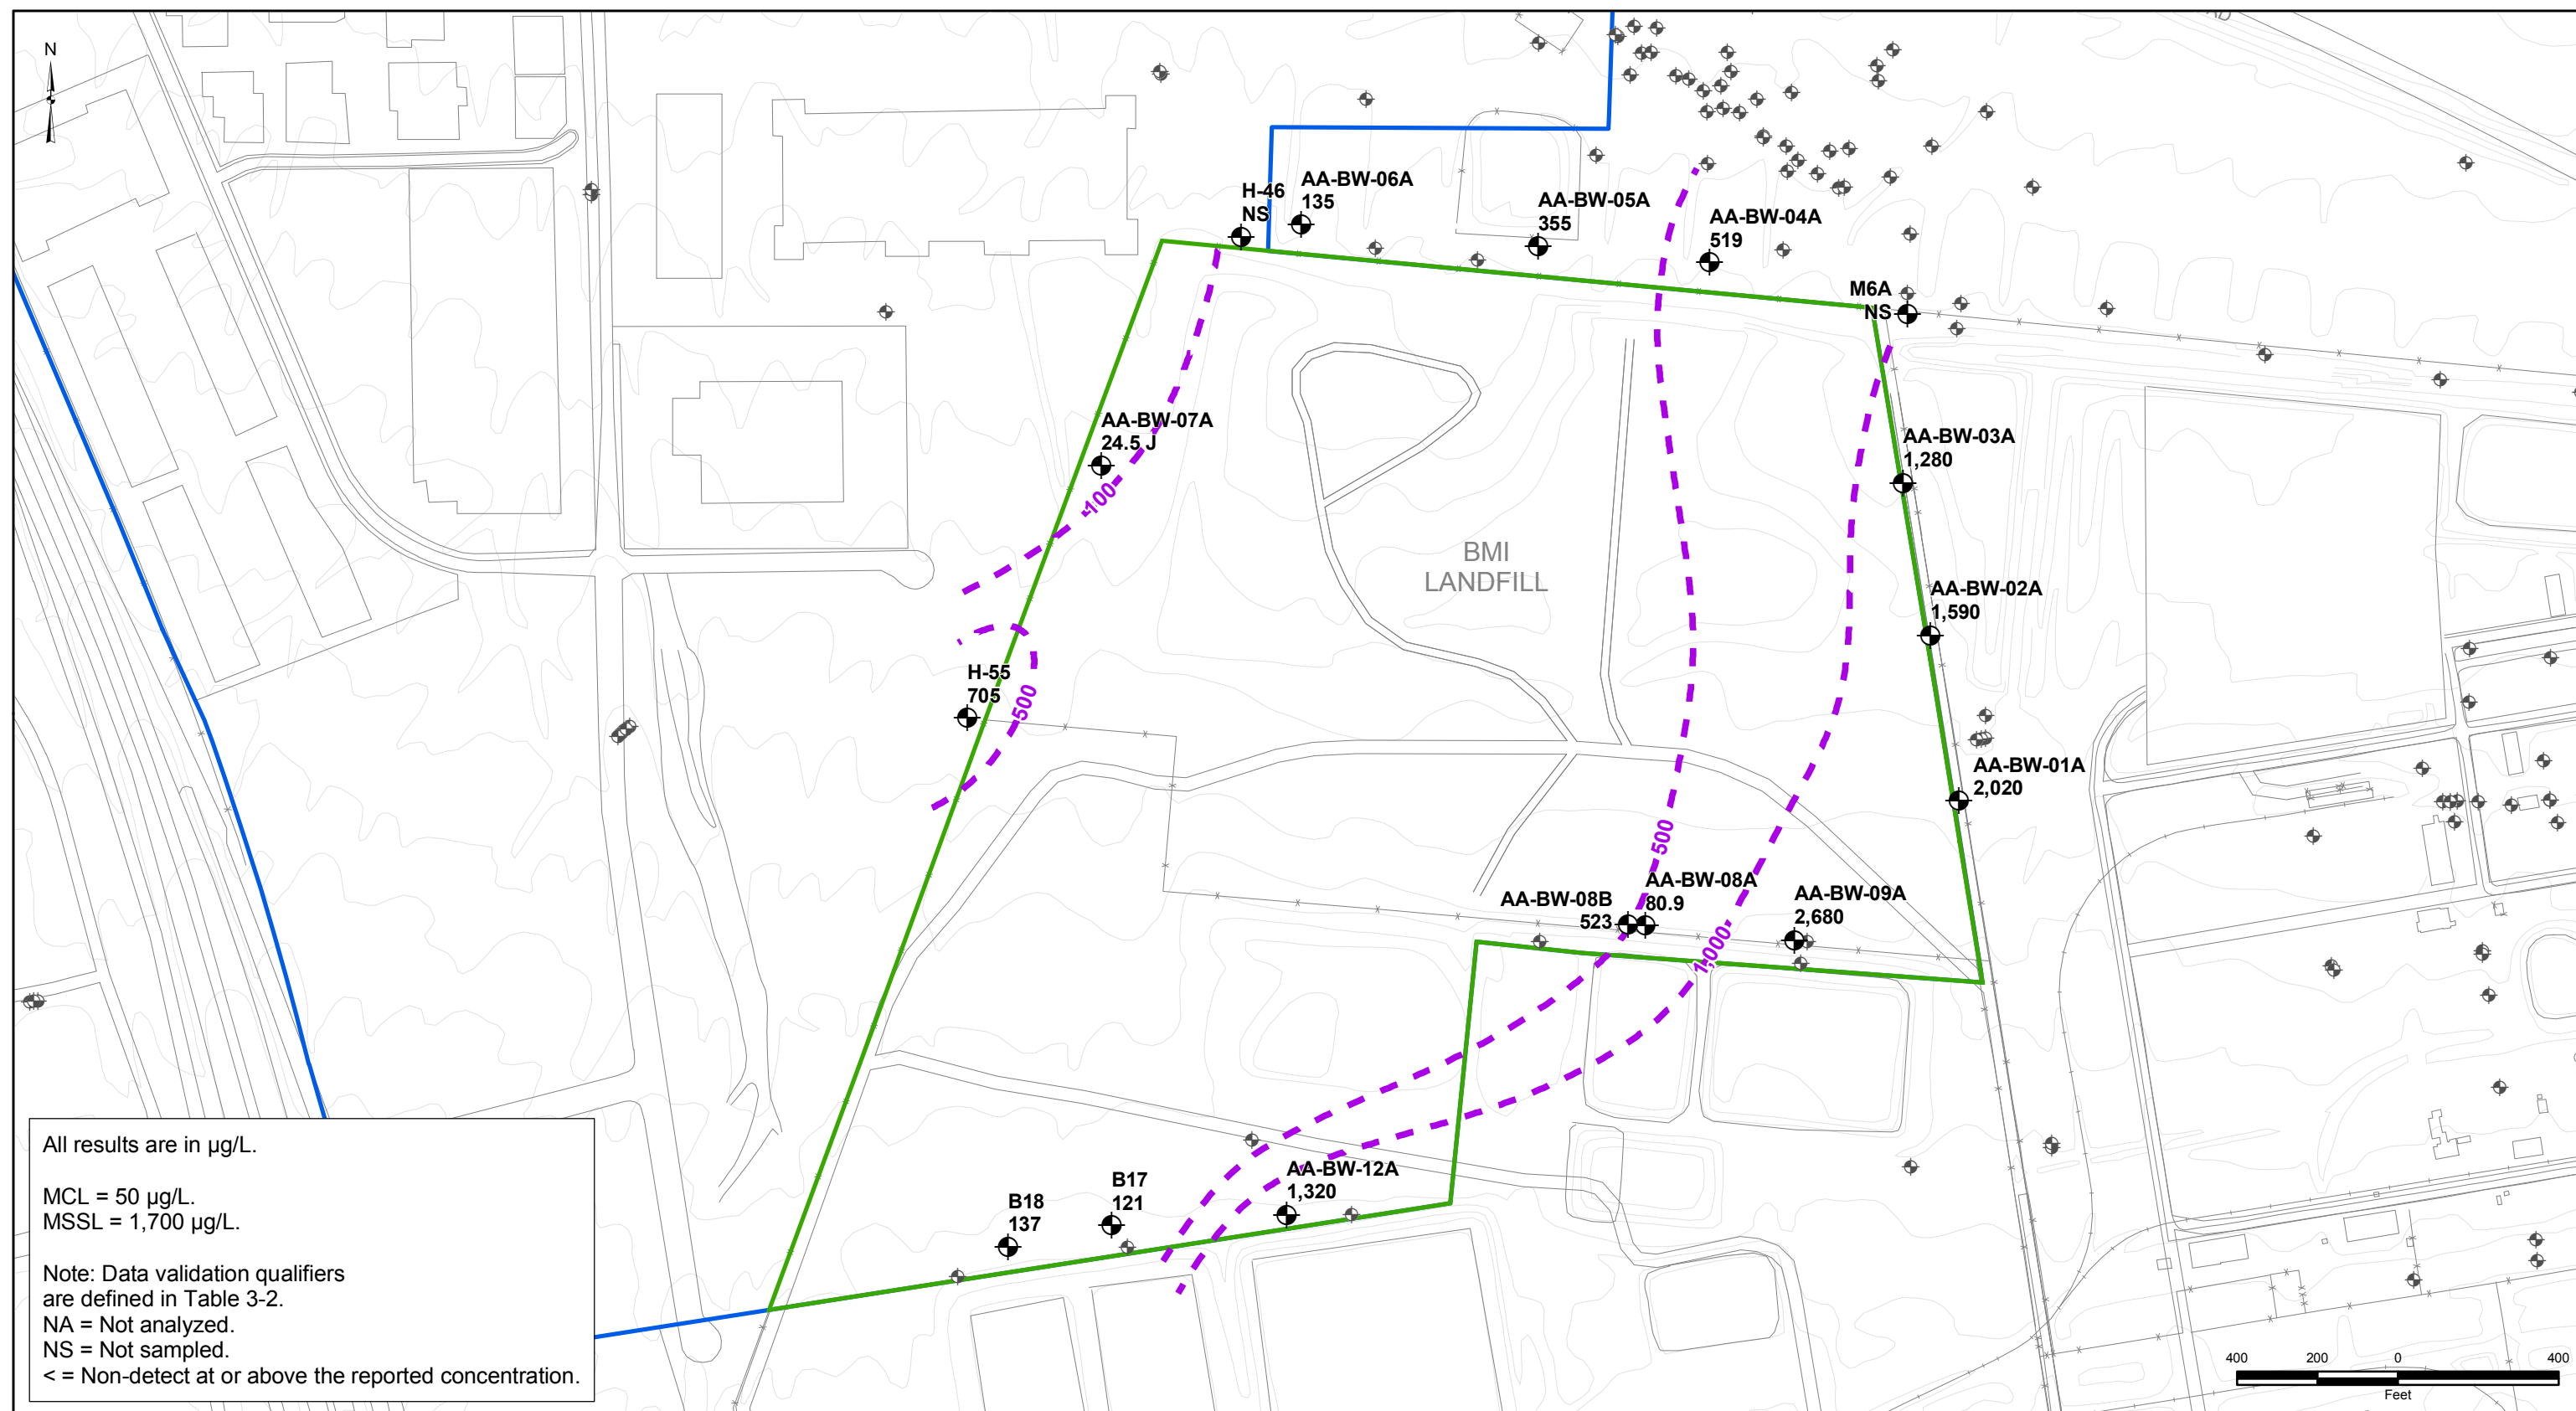 N
H-46
NS
AA-BW-06A
135
AA-BW-05A
355
AA-BW-04A
519
M6A
NS
AA-BW-07A
24.5 J
100
AA-BW-03A
1,280
BMI
LANDFILL
AA-BW-02A
1,590
H-55
705
500
AA-BW-01A
2,020
500
AA-BW-08B
523
AA-BW-08A
80.9
AA-BW-09A
2,680
1,000
AA-BW-12A
1,320
B17
121
B18
137
All results are in µg/L.
MCL = 50 µg/L.
MSSL = 1,700 µg/L.
Note: Data validation qualifiers
are defined in Table 3-2.
NA = Not analyzed.
NS = Not sampled.
< = Non-detect at or above the reported concentration.
400 200 0 400
Feet